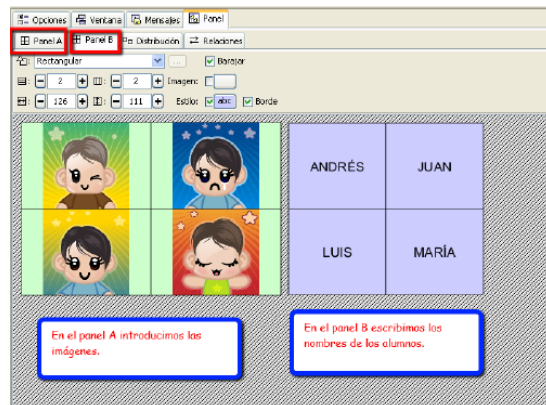 Opciones Ventana Mensajes Panel
Panel A Panel B Distribución Relaciones
Rectangular ... Barajar
2 2 Imagen:
126 111 Estilo: abc Borde
ANDRÉS JUAN
LUIS MARÍA
En el panel A introducimos las
imágenes.
En el panel B escribimos los
nombres de los alumnos.